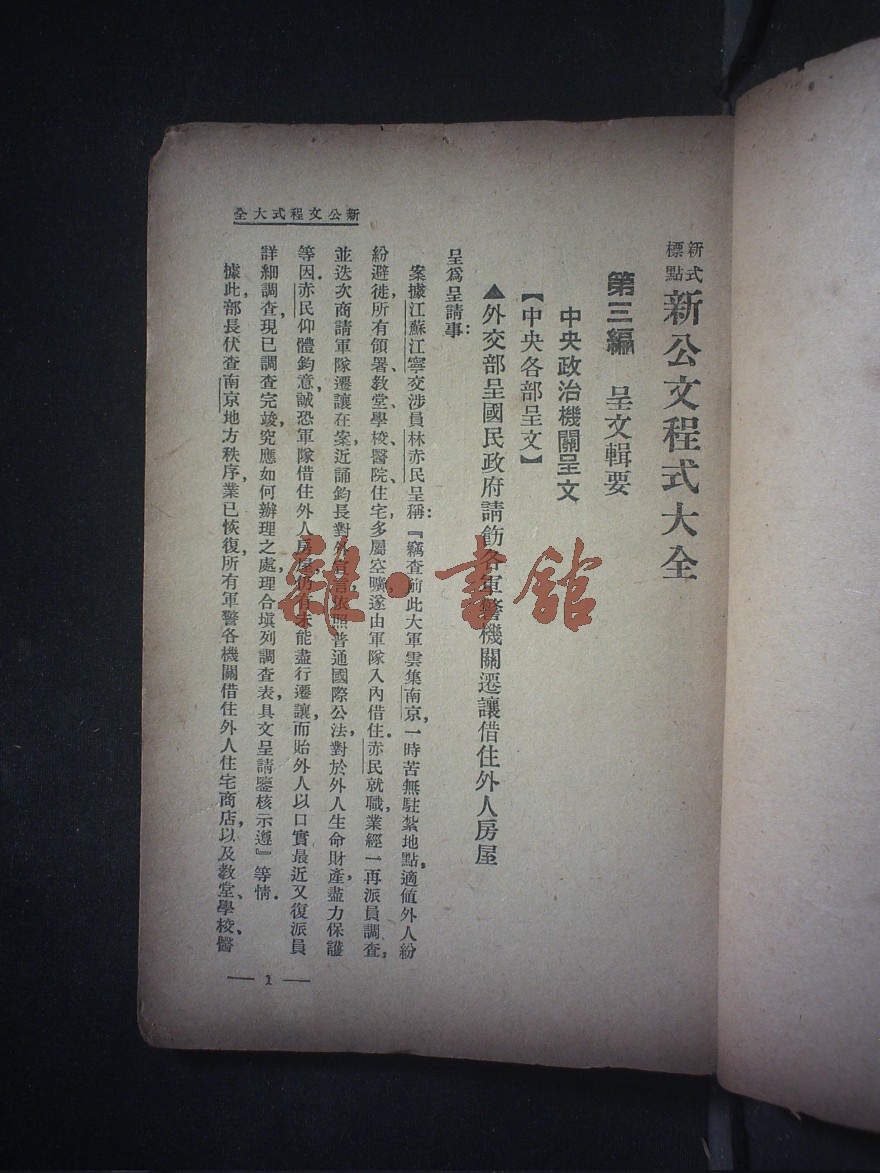 新式標點 新公文程式大全
第三編 呈文輯要
中央政治機關呈文
【中央各部呈文】
▲外交部呈國民政府請飭各軍警機關遷讓借住外人房屋
呈爲呈請事：
案據江蘇江寧交涉員林赤民呈稱：『竊查前此大軍雲集南京，一時苦無駐紮地點，適值外人紛
紛避徙，所有領署、教堂、學校、醫院、住宅多屬空曠，遂由軍隊入內借住．赤民就職，業經一再派員調查，
並迭次商請軍隊遷讓在案，近誦鈞長對外宣言，依照普通國際公法，對於外人生命財產，盡力保護
等因．赤民仰體鈞意，誠恐軍隊借住外人房屋，仍有未能盡行遷讓，而貽外人以口實，最近又復派員
詳細調查，現已調查完竣，究應如何辦理之處理合填列調查表，具文呈請鑒核示遵』等情．
據此，部長伏查南京地方秩序，業已恢復，所有軍警各機關借住外人住宅商店，以及教堂、學校、醫
新公文程式大全
— 1 —
雜·書館